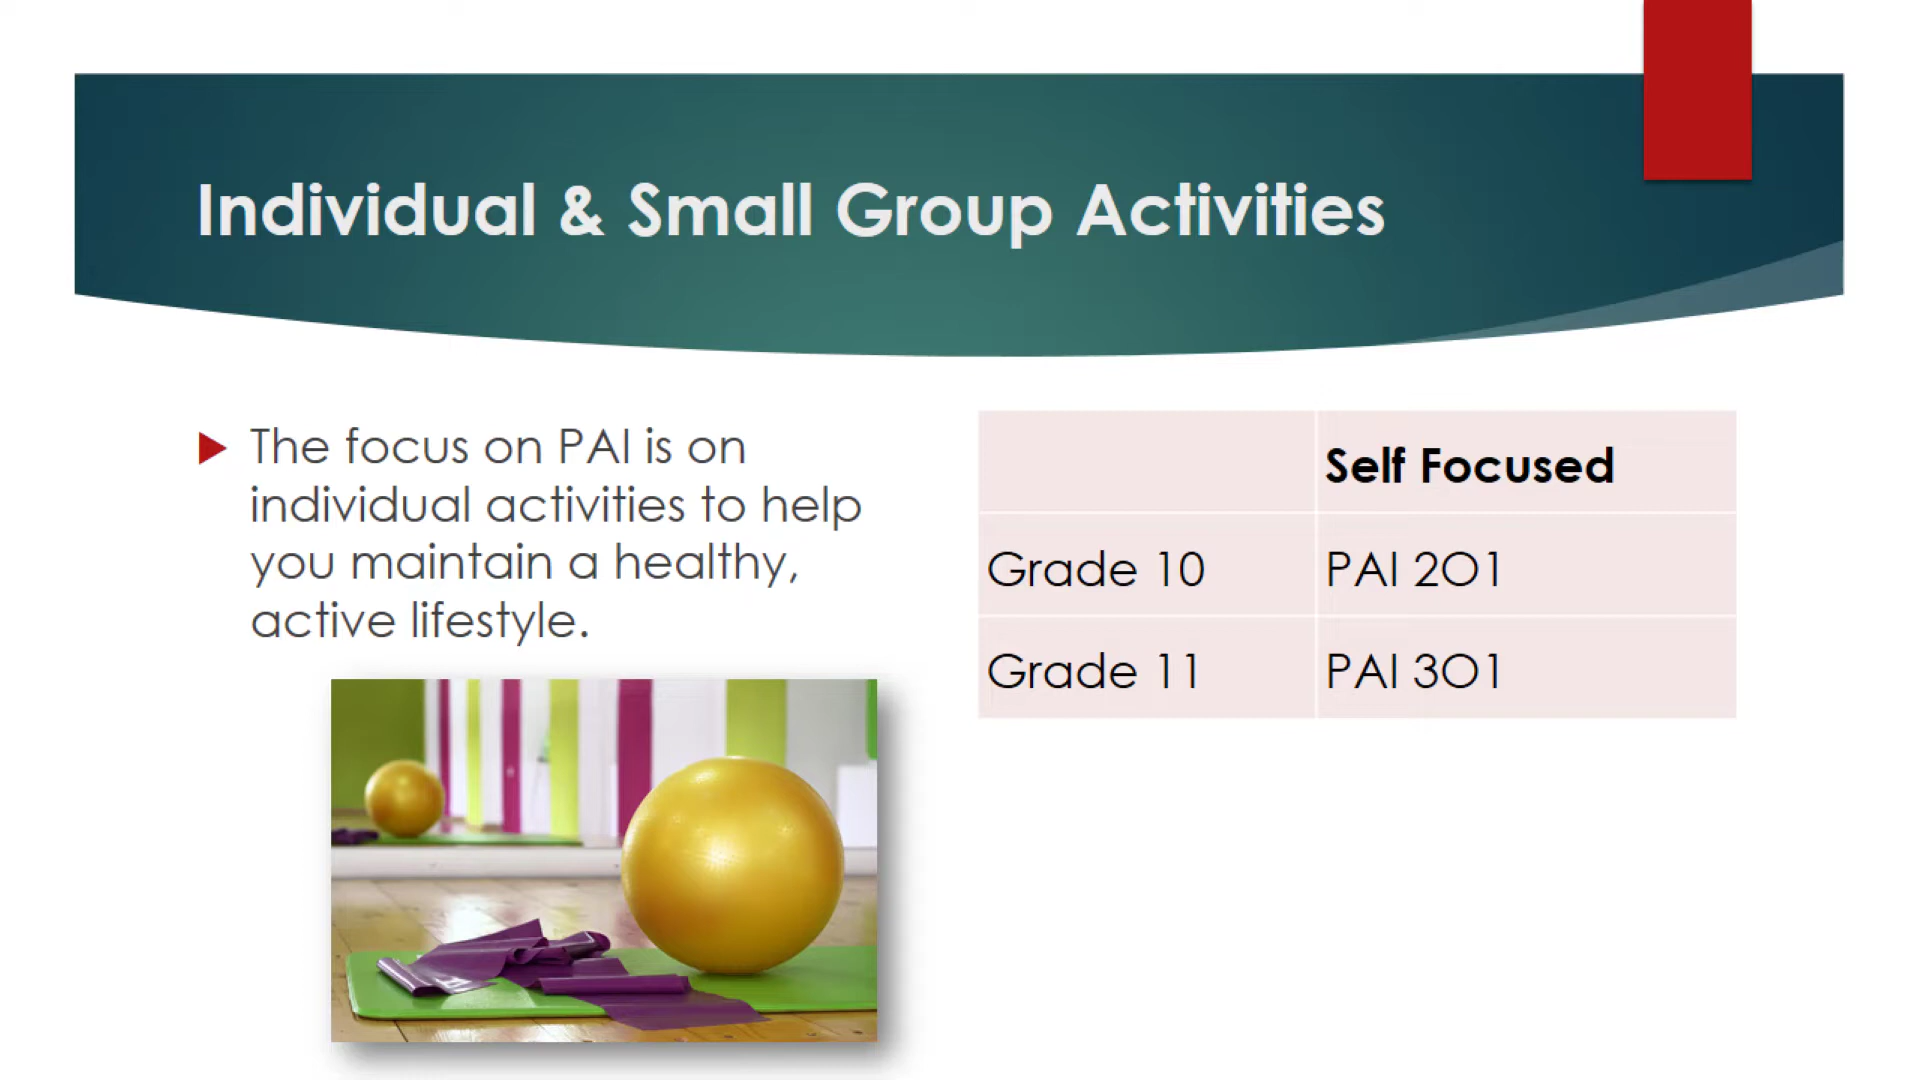 Individual & Small Group Activities
The focus on PAI is on
individual activities to help
you maintain a healthy,
active lifestyle.
Self Focused
Grade 10 PAI 2O1
Grade 11 PAI 3O1